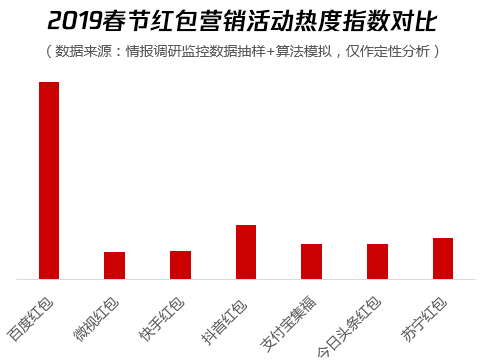 2019春节红包营销活动热度指数对比
（数据来源：情报调研监控数据抽样+算法模拟，仅作定性分析）
百度红包
微视红包
快手红包
抖音红包
支付宝集福
今日头条红包
苏宁红包